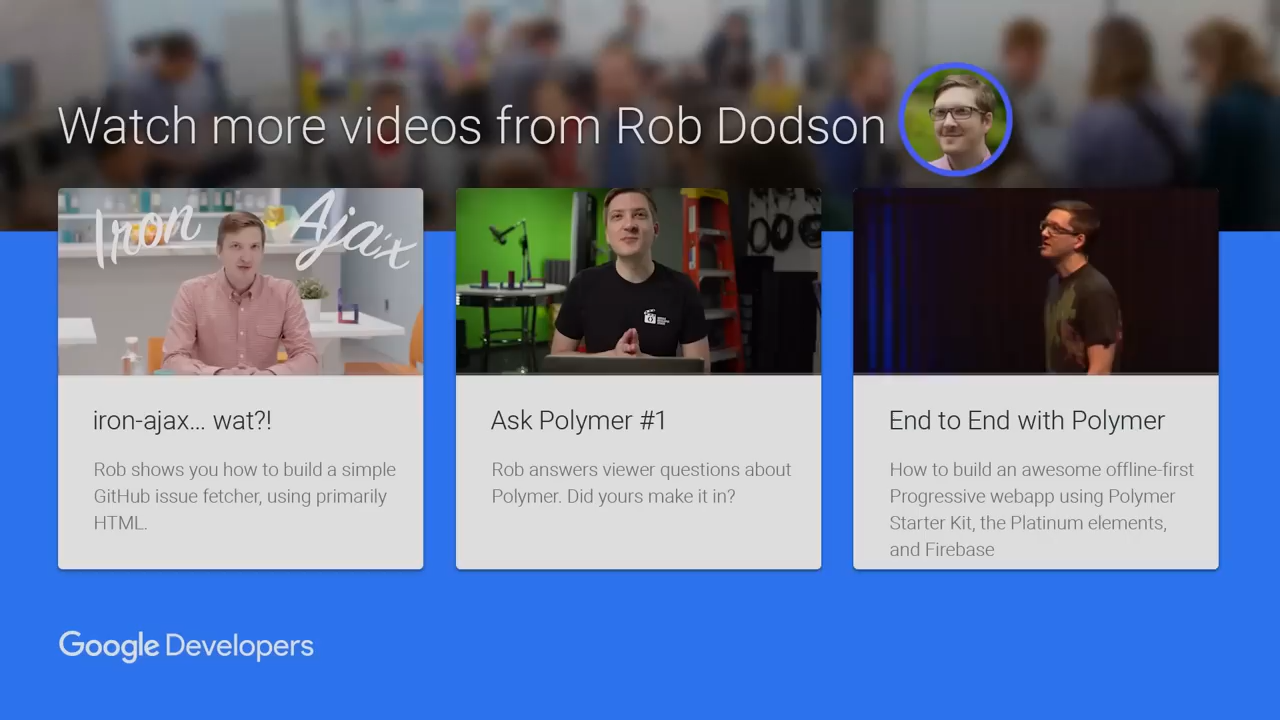 Watch more videos from Rob Dodson
Iron Ajax
iron-ajax... wat?!
Rob shows you how to build a simple
GitHub issue fetcher, using primarily
HTML.
Ask Polymer #1
Rob answers viewer questions about
Polymer. Did yours make it in?
End to End with Polymer
How to build an awesome offline-first
Progressive webapp using Polymer
Starter Kit, the Platinum elements,
and Firebase
Google Developers